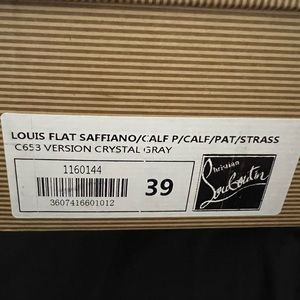 LOUIS FLAT SAFFIANO/CALF P/CALF/PAT/STRASS
C653 VERSION CRYSTAL GRAY
1160144
39
3607416601012
Christian
Louboutin